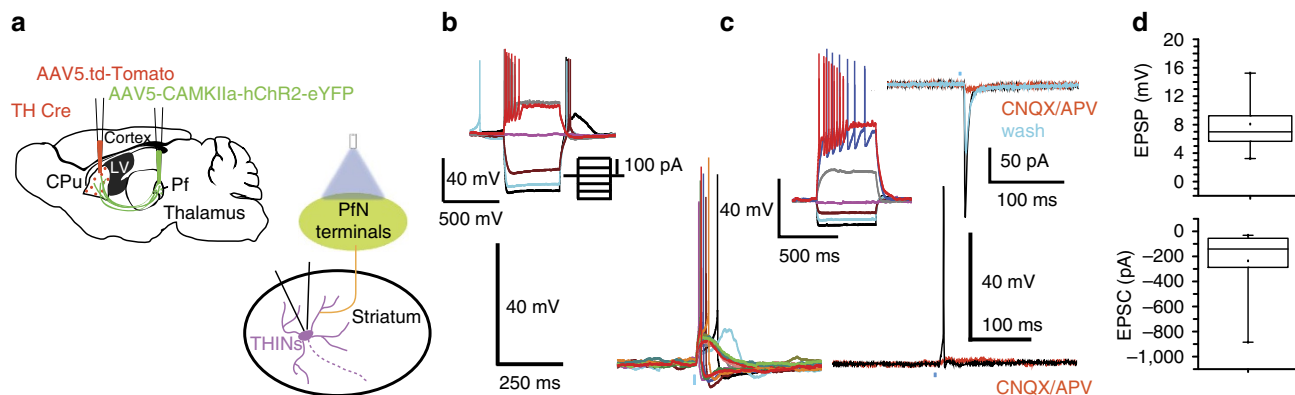 a
AAV5.td-Tomato
AAV5-CAMKIIa-hChR2-eYFP
TH Cre
Cortex
LV
CPu
Pf
Thalamus
PfN
terminals
Striatum
THINs
b
100 pA
40 mV
500 mV
40 mV
250 ms
c
CNQX/APV
wash
50 pA
100 ms
40 mV
500 ms
40 mV
100 ms
CNQX/APV
d
EPSP (mV)
20
16
12
8
4
0
EPSC (pA)
0
−200
−400
−600
−800
−1,000